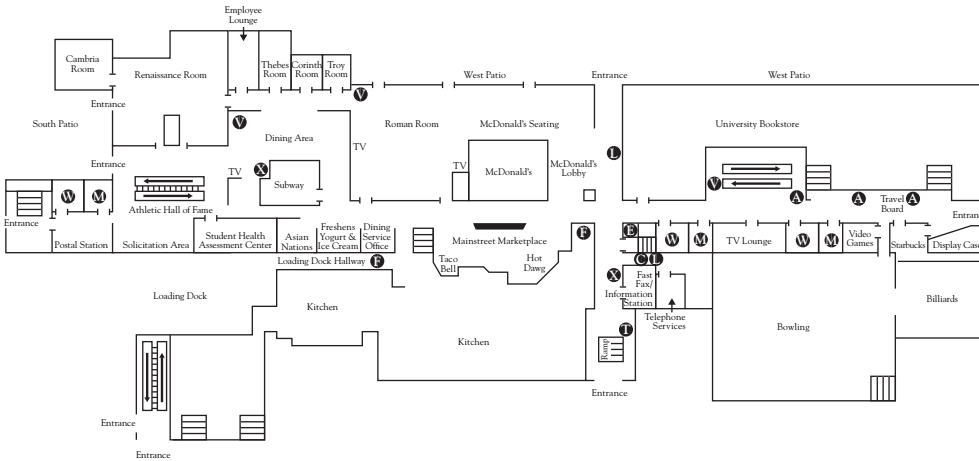 Employee
Lounge
Cambria
Room
Renaissance Room
Thebes
Room
Corinth
Room
Troy
Room
West Patio
Entrance
West Patio
Entrance
V
V
South Patio
Roman Room
McDonald's Seating
University Bookstore
Dining Area
TV
Entrance
L
X
TV
TV
McDonald's
McDonald's
Lobby
Subway
V
W
M
A
A
A
Athletic Hall of Fame
Travel
Board
Entrance
Entran
Postal Station
Solicitation Area
Student Health
Assessment Center
Asian
Nations
Freshens
Yogurt &
Ice Cream
Dining
Service
Office
Mainstreet Marketplace
F
E
W
M
TV Lounge
W
M
Video
Games
Starbucks
Display Case
Loading Dock Hallway
F
Taco
Bell
Hot
Dawg
C
L
X
Fast
Fax/
Information
Station
Loading Dock
Kitchen
Telephone
Services
Bowling
Billiards
Kitchen
T
Ramp
Entrance
Entrance
Entrance